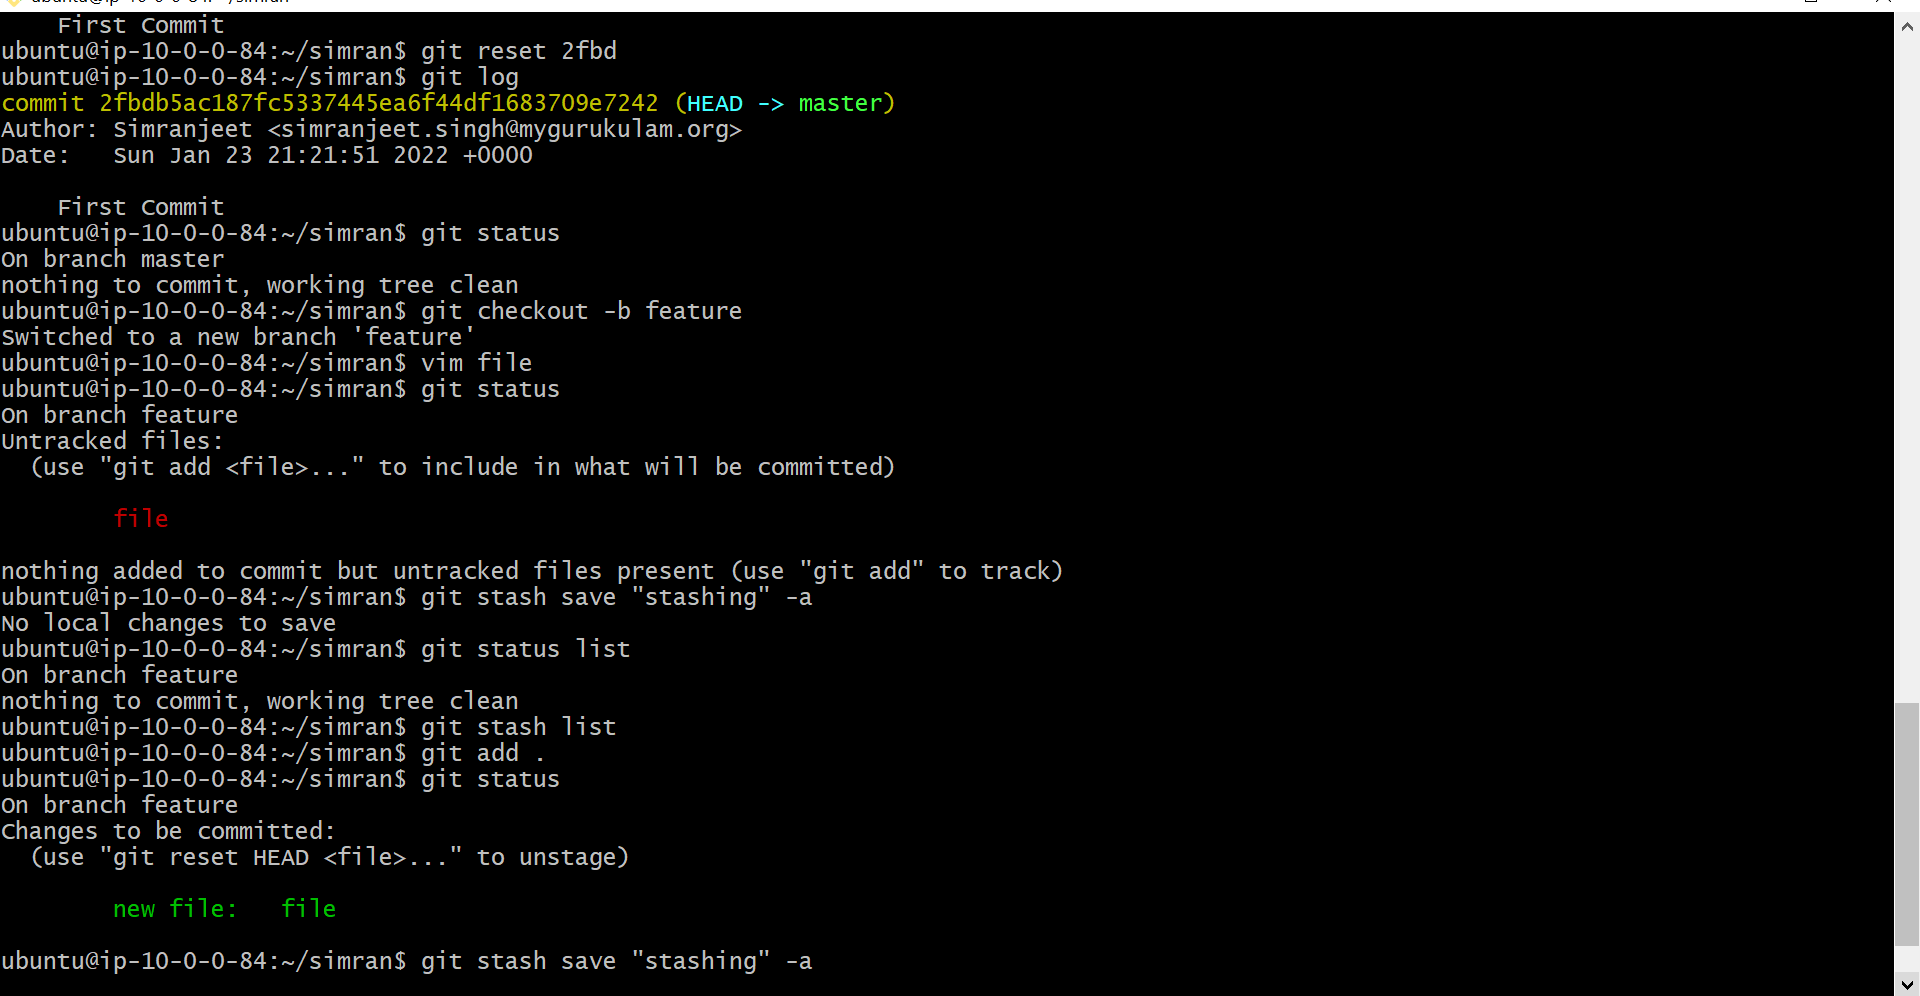 First Commit
ubuntu@ip-10-0-0-84:~/simran$ git reset 2fbd
ubuntu@ip-10-0-0-84:~/simran$ git log
commit 2fbdb5ac187fc5337445ea6f44df1683709e7242 (HEAD -> master)
Author: Simranjeet <simranjeet.singh@mygurukulam.org>
Date:   Sun Jan 23 21:21:51 2022 +0000

    First Commit
ubuntu@ip-10-0-0-84:~/simran$ git status
On branch master
nothing to commit, working tree clean
ubuntu@ip-10-0-0-84:~/simran$ git checkout -b feature
Switched to a new branch 'feature'
ubuntu@ip-10-0-0-84:~/simran$ vim file
ubuntu@ip-10-0-0-84:~/simran$ git status
On branch feature
Untracked files:
  (use "git add <file>..." to include in what will be committed)

        file

nothing added to commit but untracked files present (use "git add" to track)
ubuntu@ip-10-0-0-84:~/simran$ git stash save "stashing" -a
No local changes to save
ubuntu@ip-10-0-0-84:~/simran$ git status list
On branch feature
nothing to commit, working tree clean
ubuntu@ip-10-0-0-84:~/simran$ git stash list
ubuntu@ip-10-0-0-84:~/simran$ git add .
ubuntu@ip-10-0-0-84:~/simran$ git status
On branch feature
Changes to be committed:
  (use "git reset HEAD <file>..." to unstage)

        new file:   file

ubuntu@ip-10-0-0-84:~/simran$ git stash save "stashing" -a